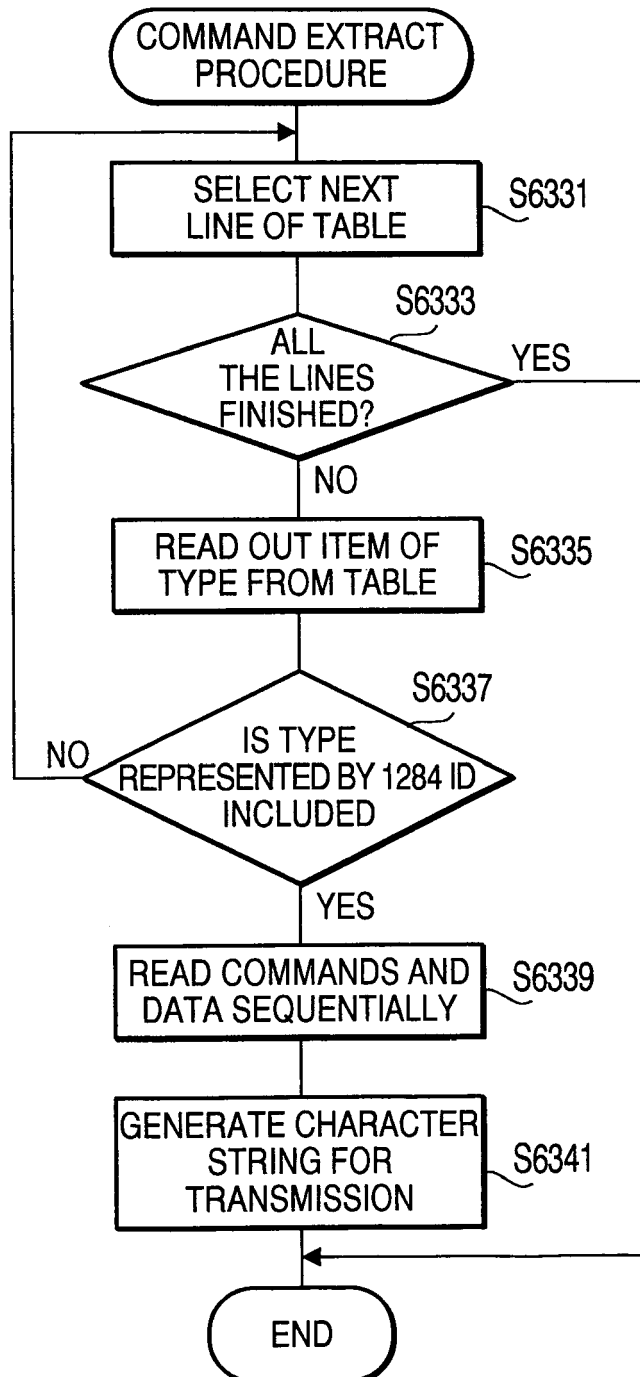 COMMAND EXTRACT
PROCEDURE
SELECT NEXT
LINE OF TABLE
S6331
S6333
ALL
THE LINES
FINISHED?
YES
NO
READ OUT ITEM OF
TYPE FROM TABLE
S6335
S6337
NO
IS TYPE
REPRESENTED BY 1284 ID
INCLUDED
YES
READ COMMANDS AND
DATA SEQUENTIALLY
S6339
GENERATE CHARACTER
STRING FOR
TRANSMISSION
S6341
END